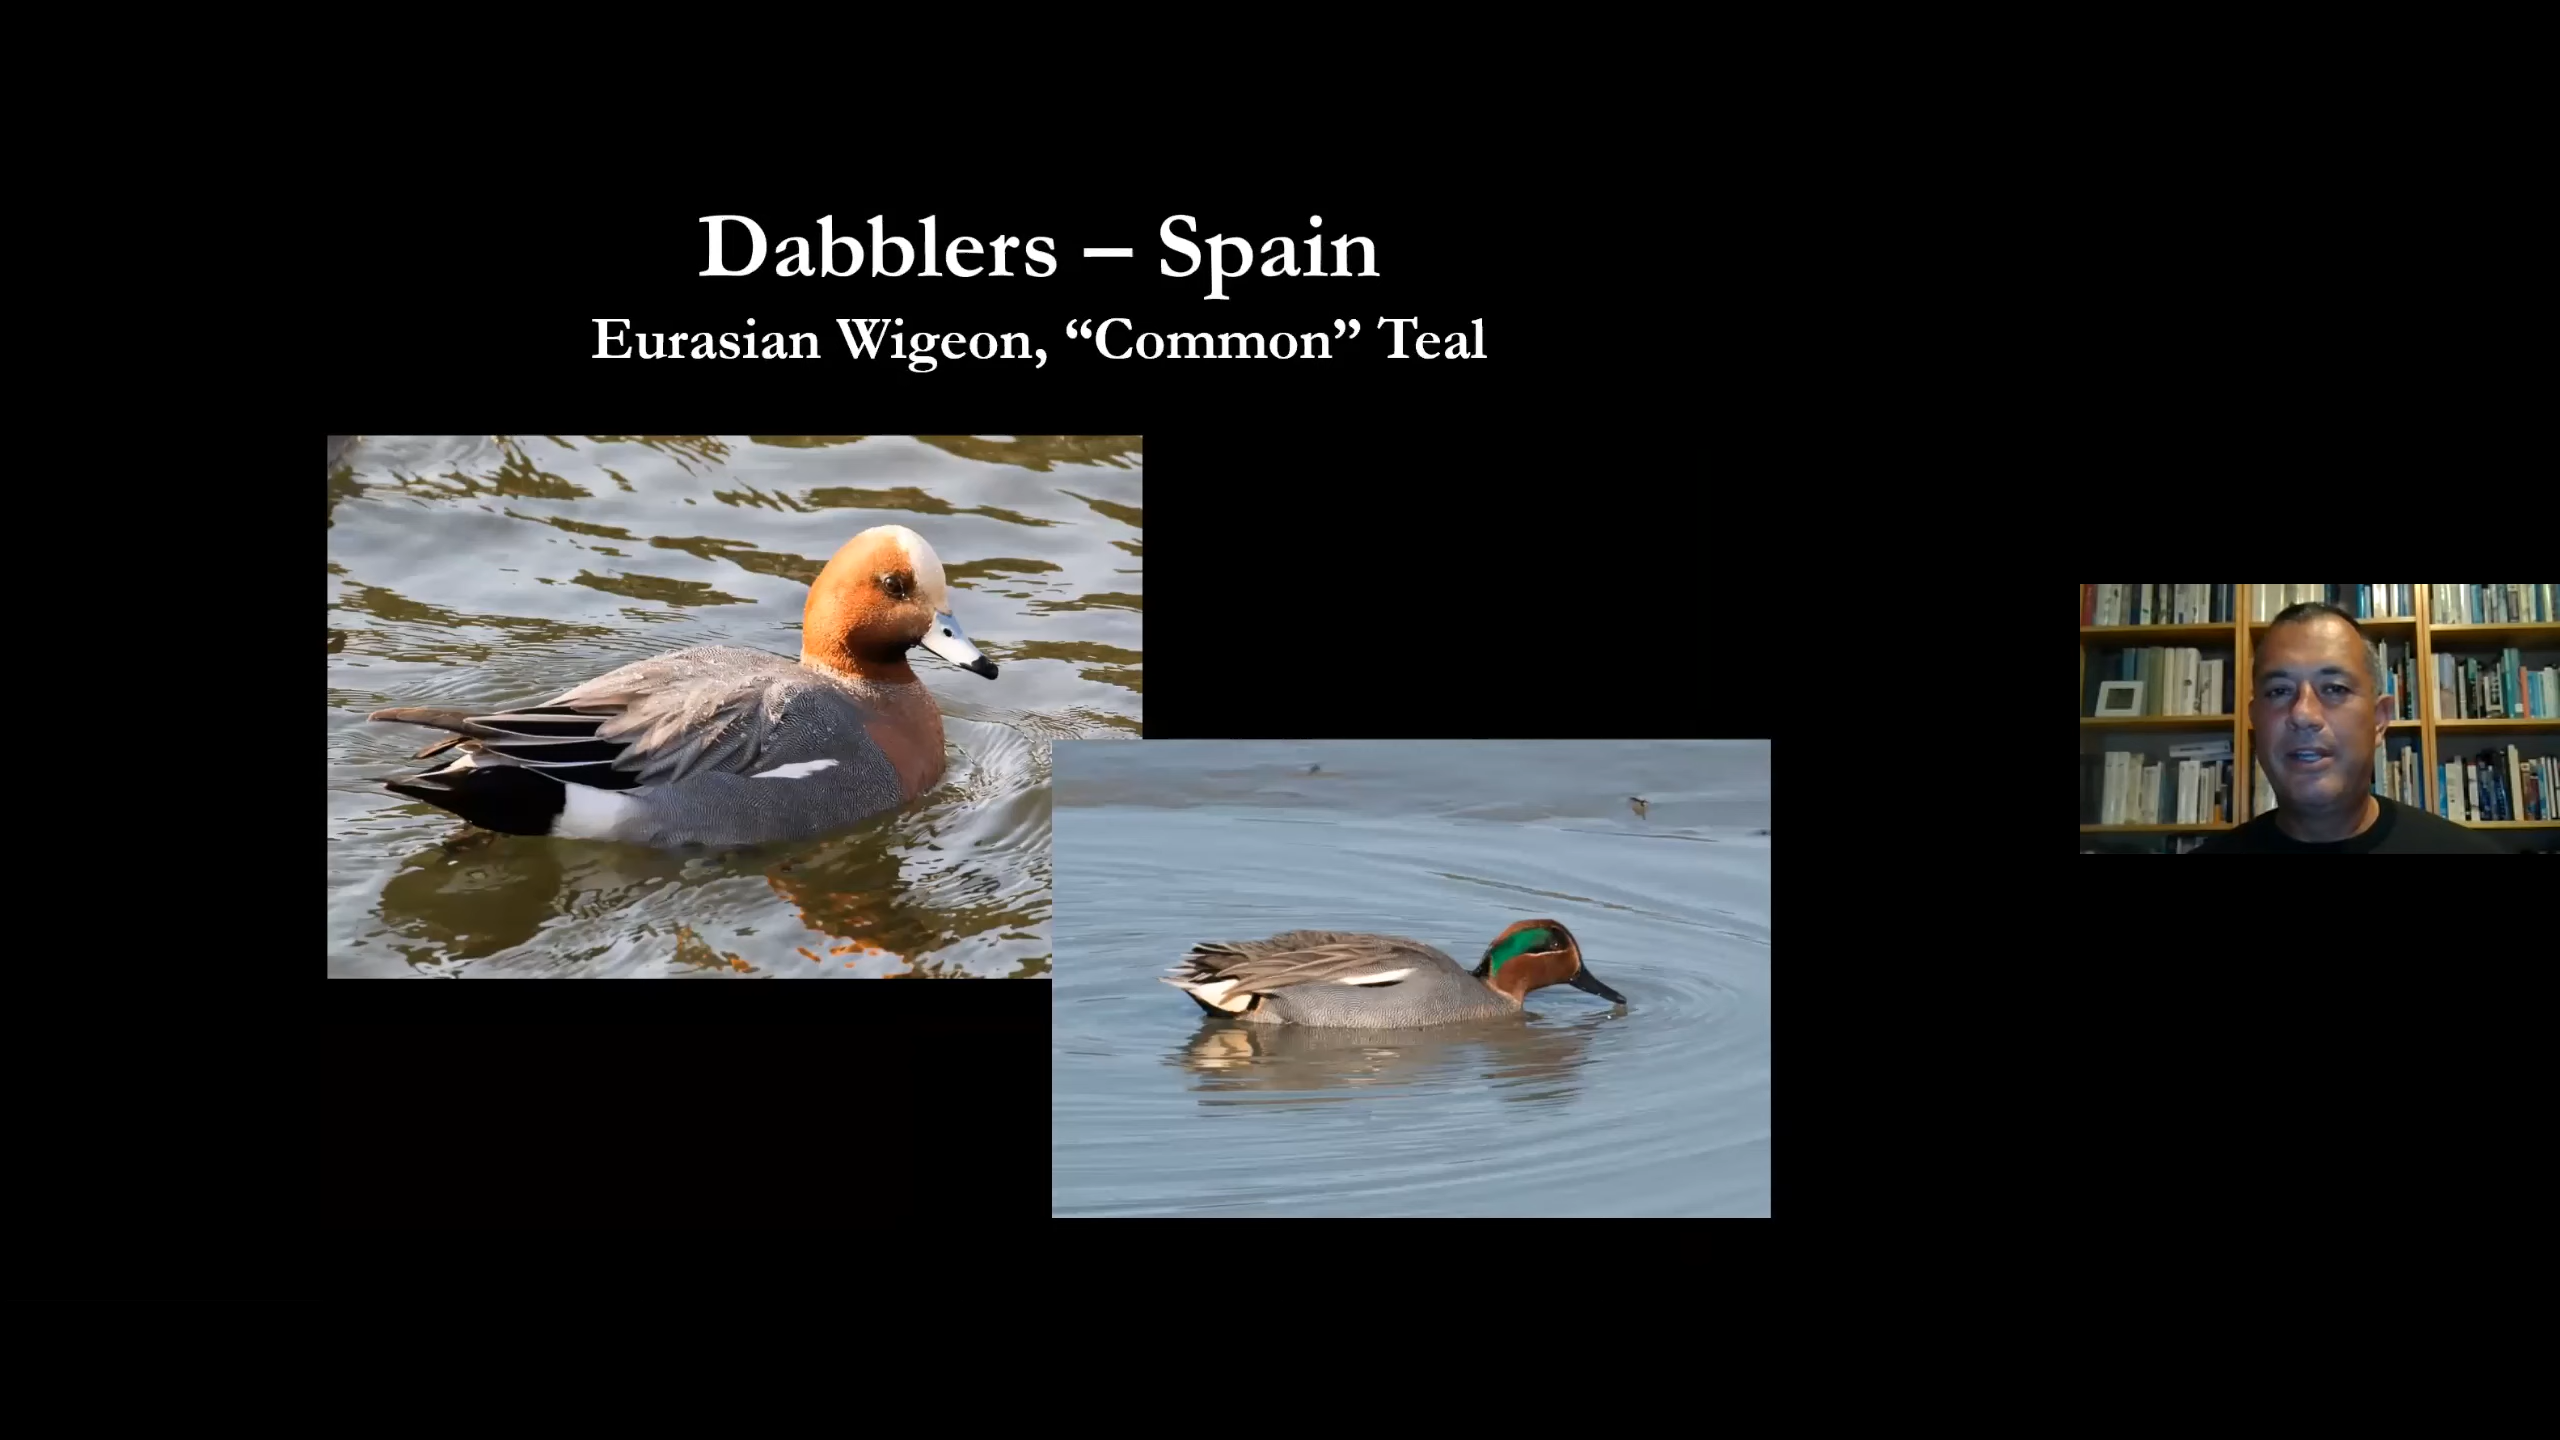 Dabblers – Spain
Eurasian Wigeon, “Common” Teal